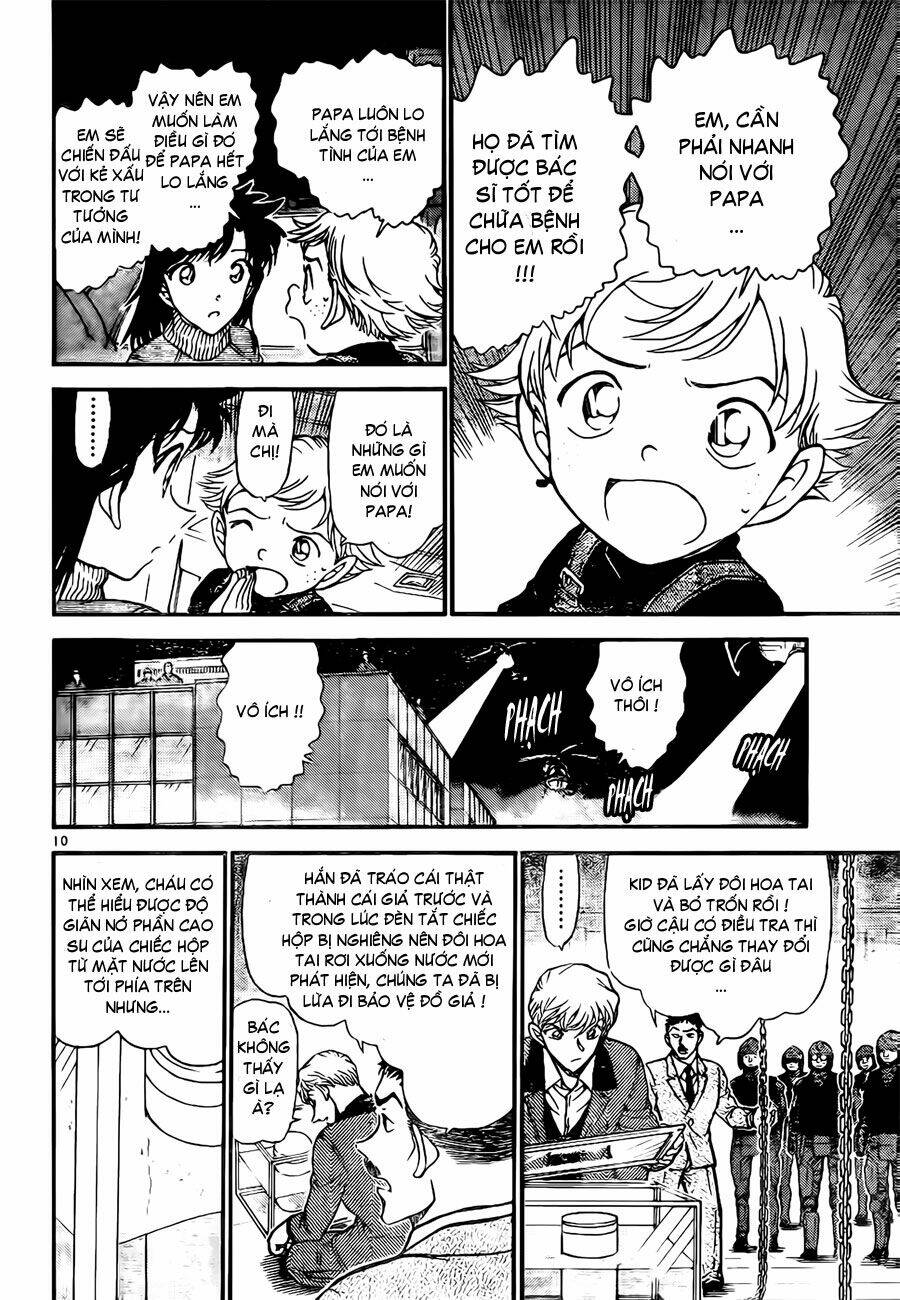 EM, CẦN
PHẢI NHANH
NÓI VỚI
PAPA
...
HỌ ĐÃ TÌM
ĐƯỢC BÁC
SĨ TỐT ĐỂ
CHỮA BỆNH
CHO EM RỒI
!!!
PAPA LUÔN LO
LẮNG TỚI BỆNH
TÌNH CỦA EM
...
VẬY NÊN EM
MUỐN LÀM
ĐIỀU GÌ ĐÓ
ĐỂ PAPA HẾT
LO LẮNG
...
EM SẼ
CHIẾN ĐẤU
VỚI KẺ XẤU
TRONG TƯ
TƯỞNG
CỦA MÌNH!
ĐÓ LÀ
NHỮNG GÌ
EM MUỐN
NÓI VỚI
PAPA!
ĐI
MÀ
CHỊ!
........
VÔ ÍCH
THÔI !
PHẠCH
PHẠCH
PHẠCH
VÔ ÍCH !!
10
KID ĐÃ LẤY ĐÔI HOA TAI
VÀ BỎ TRỐN RỒI !
GIỜ CẬU CÓ ĐIỀU TRA THÌ
CŨNG CHẲNG THAY ĐỔI
ĐƯỢC GÌ ĐÂU
...
........
HẮN ĐÃ TRÁO CÁI THẬT
THÀNH CÁI GIẢ TRƯỚC VÀ
TRONG LÚC ĐÈN TẮT CHIẾC
HỘP BỊ NGHIÊNG NÊN ĐÔI HOA
TAI RƠI XUỐNG NƯỚC MỚI
PHÁT HIỆN, CHÚNG TA ĐÃ BỊ
LỪA ĐI BẢO VỆ ĐỒ GIẢ !
BÁC
KHÔNG
THẤY
GÌ LẠ
À?
NHÌN XEM, CHÁU CÓ
THỂ HIỂU ĐƯỢC ĐỘ
GIÃN NỞ PHẦN CAO
SU CỦA CHIẾC HỘP
TỪ MẶT NƯỚC LÊN
TỚI PHÍA TRÊN
NHƯNG...